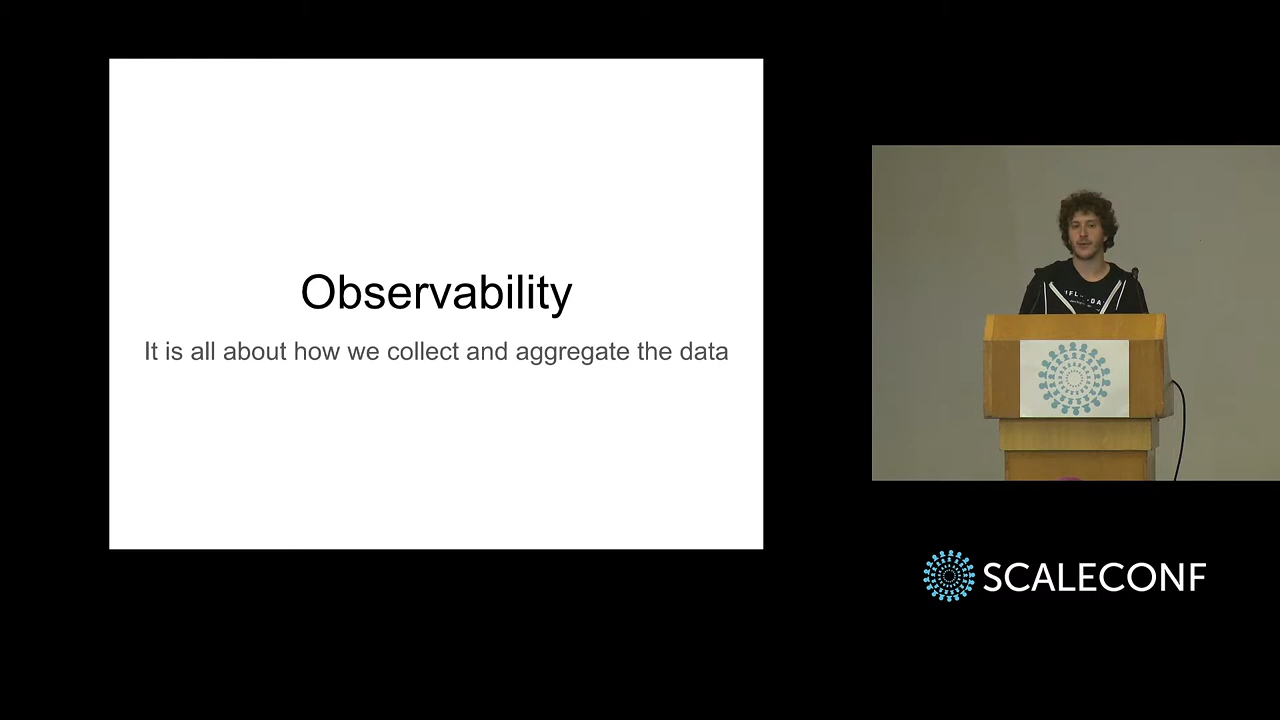 Observability
It is all about how we collect and aggregate the data
SCALECONF